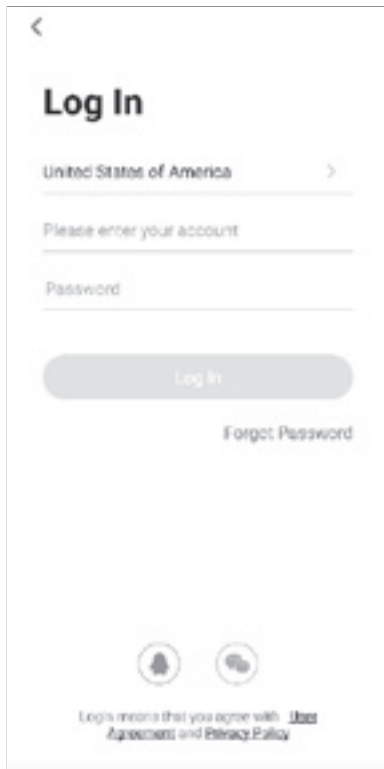 Log In
United States of America
Please enter your account
Password
Log In
Forgot Password
Login means that you agree with User
Agreement and Privacy Policy